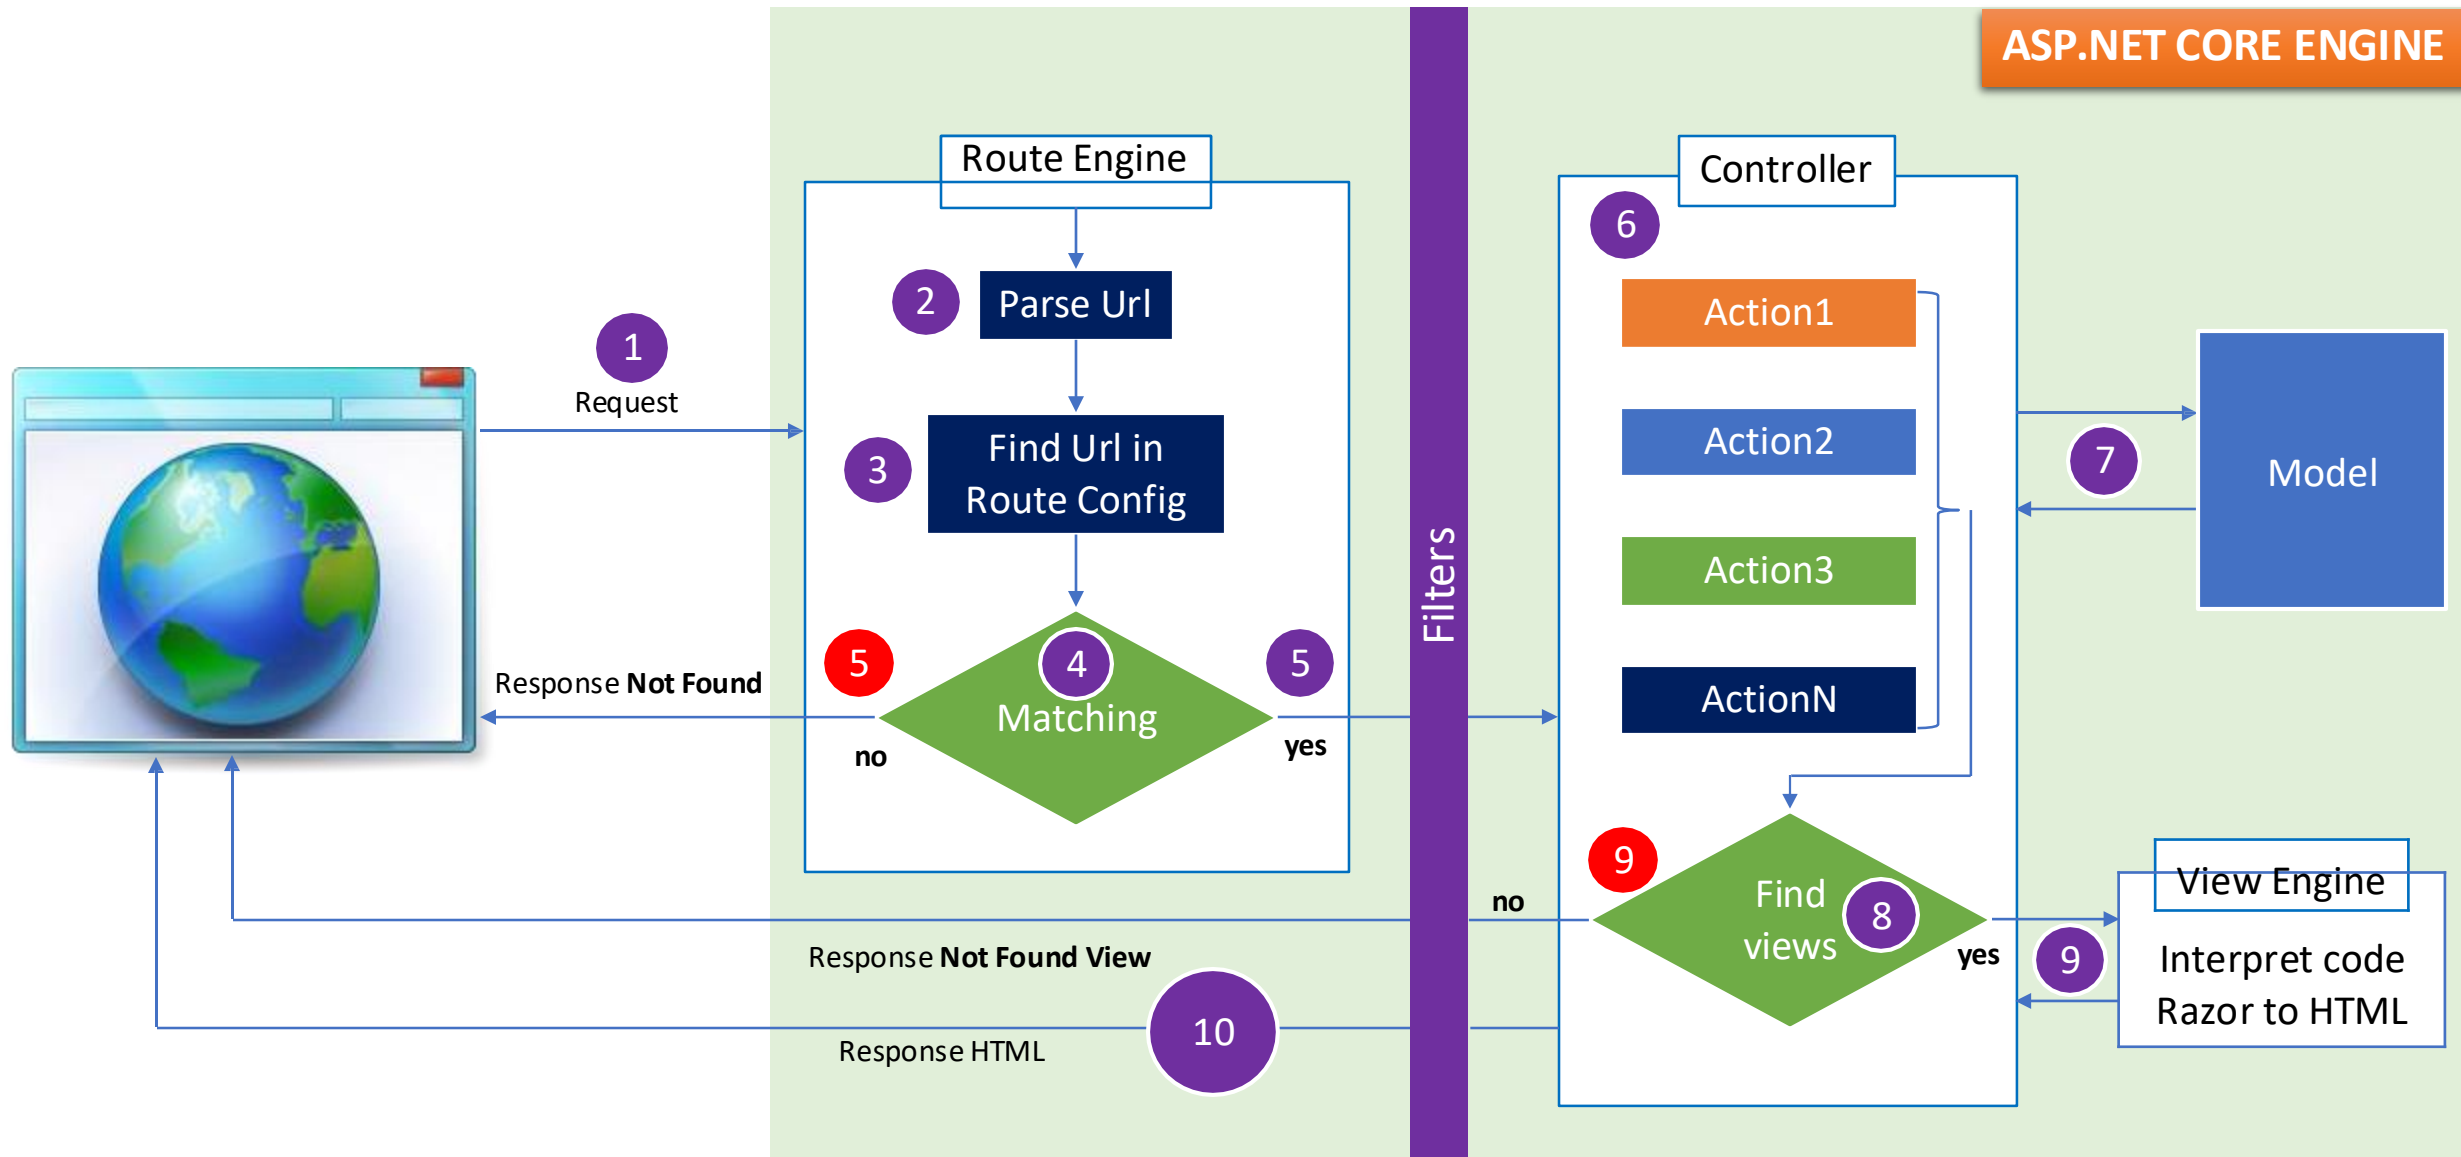 ASP.NET CORE ENGINE
Route Engine
Controller
6
2
Parse Url
Action1
1
Request
3
Find Url in
Route Config
Action2
7
Model
Filters
Action3
5
4
5
Response Not Found
Matching
ActionN
no
yes
9
Find
views
8
no
yes
View Engine
9
Interpret code
Razor to HTML
Response Not Found View
10
Response HTML